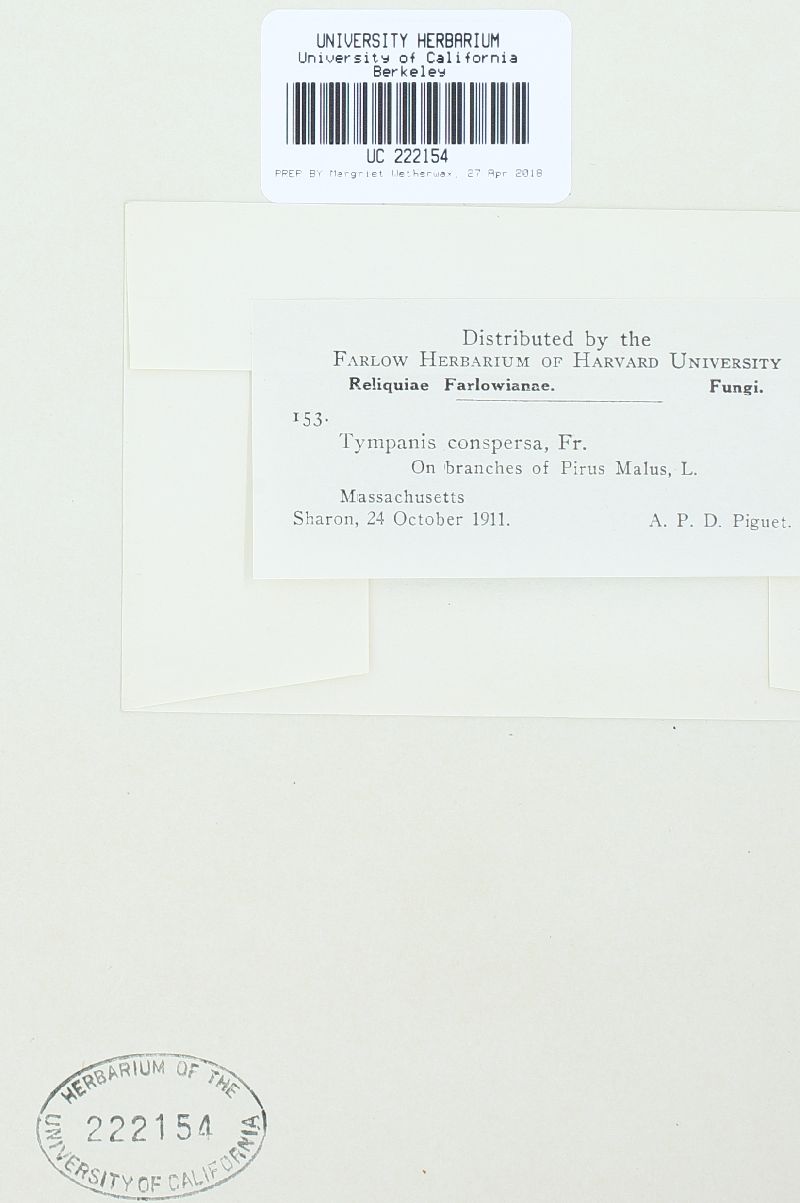 UNIVERSITY HERBARIUM
University of California
Berkeley
UC 222154
PREP BY Margriet Wetherwax, 27 Apr 2018
Distributed by the
FARLOW HERBARIUM OF HARVARD UNIVERSITY
Reliquiae Farlowianae. Fungi.
153.
Tympanis conspersa, Fr.
On branches of Pirus Malus, L.
Massachusetts
Sharon, 24 October 1911. A. P. D. Piguet.
HERBARIUM OF THE
222154
UNIVERSITY OF CALIFORNIA